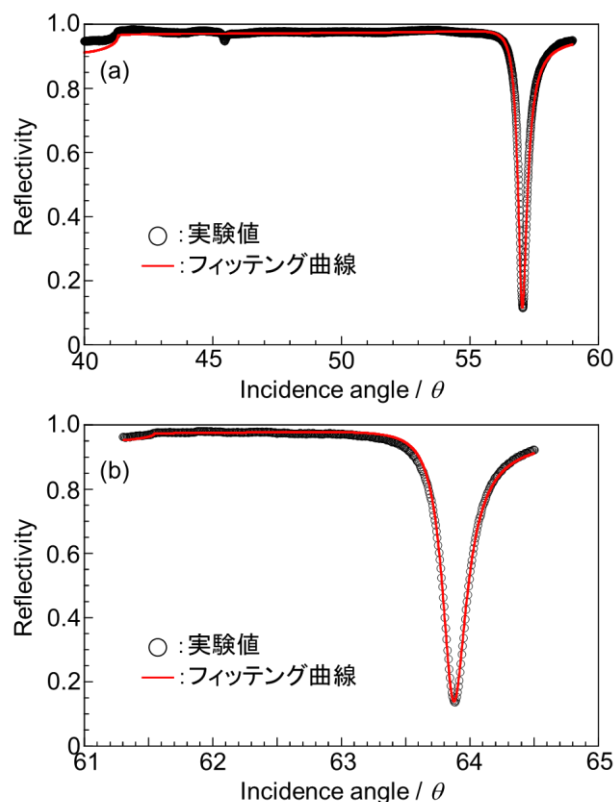 1.0
0.8
0.6
0.4
0.2
0
Reflectivity
(a)
○ : 実験値
― : フィッテング曲線
40 45 50 55 60
Incidence angle / θ
1.0
0.8
0.6
0.4
0.2
0
Reflectivity
(b)
○ : 実験値
― : フィッテング曲線
61 62 63 64 65
Incidence angle / θ